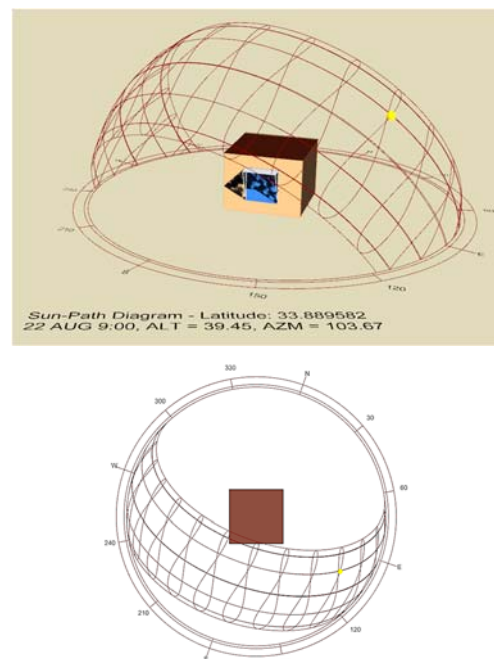 E
S
150
120
Sun-Path Diagram - Latitude: 33.889582
22 AUG 9:00, ALT = 39.45, AZM = 103.67
330
N
300
30
W
60
240
E
210
120